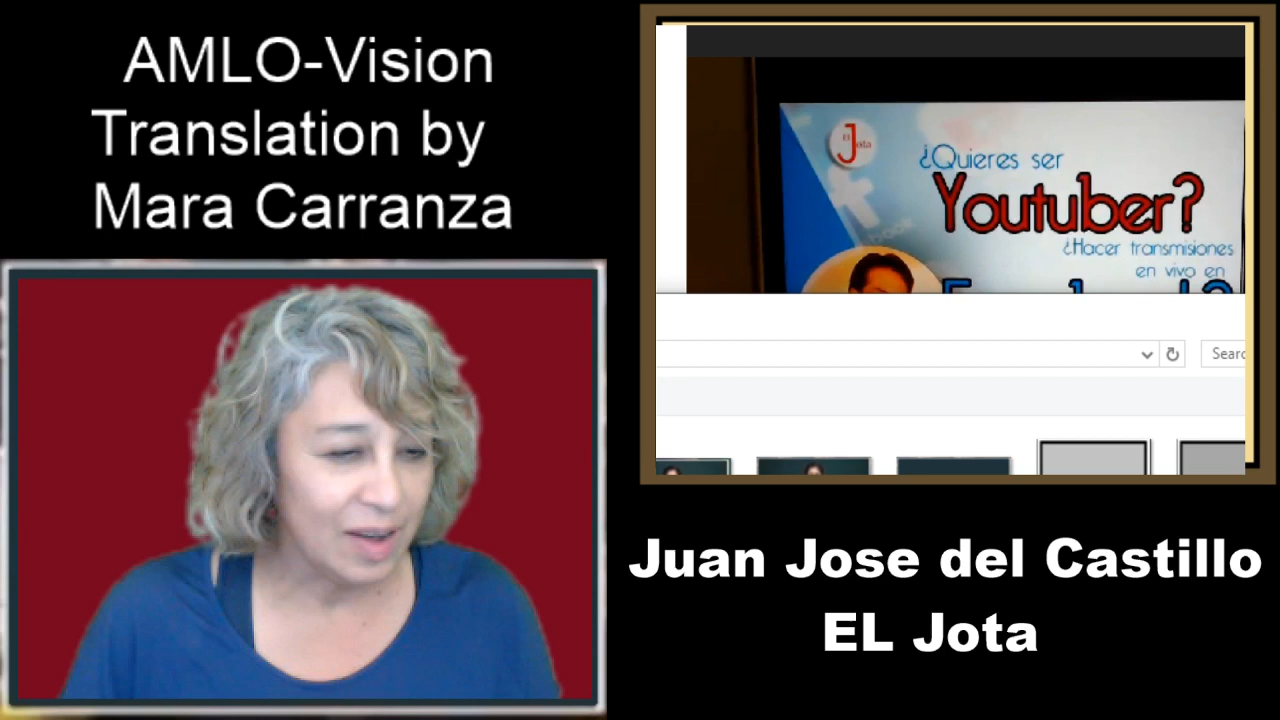 AMLO-Vision
Translation by
Mara Carranza
El
Jota
¿Quieres ser
Youtuber?
¿Hacer transmisiones
en vivo en
Juan Jose del Castillo
EL Jota